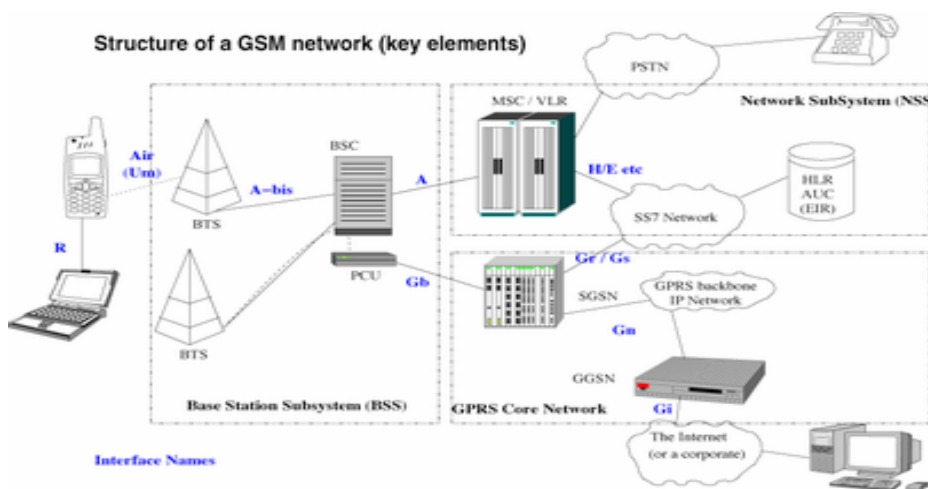 Structure of a GSM network (key elements)
PSTN
MSC / VLR
Network SubSystem (NSS
BSC
Air
(Um)
A=bis
A
H/E etc
HLR
AUC
(EIR)
BTS
SS7 Network
R
PCU
Gb
Gr / Gs
SGSN
GPRS backbone
IP Network
Gn
BTS
GGSN
Base Station Subsystem (BSS)
GPRS Core Network
Gi
The Internet
(or a corporate)
Interface Names